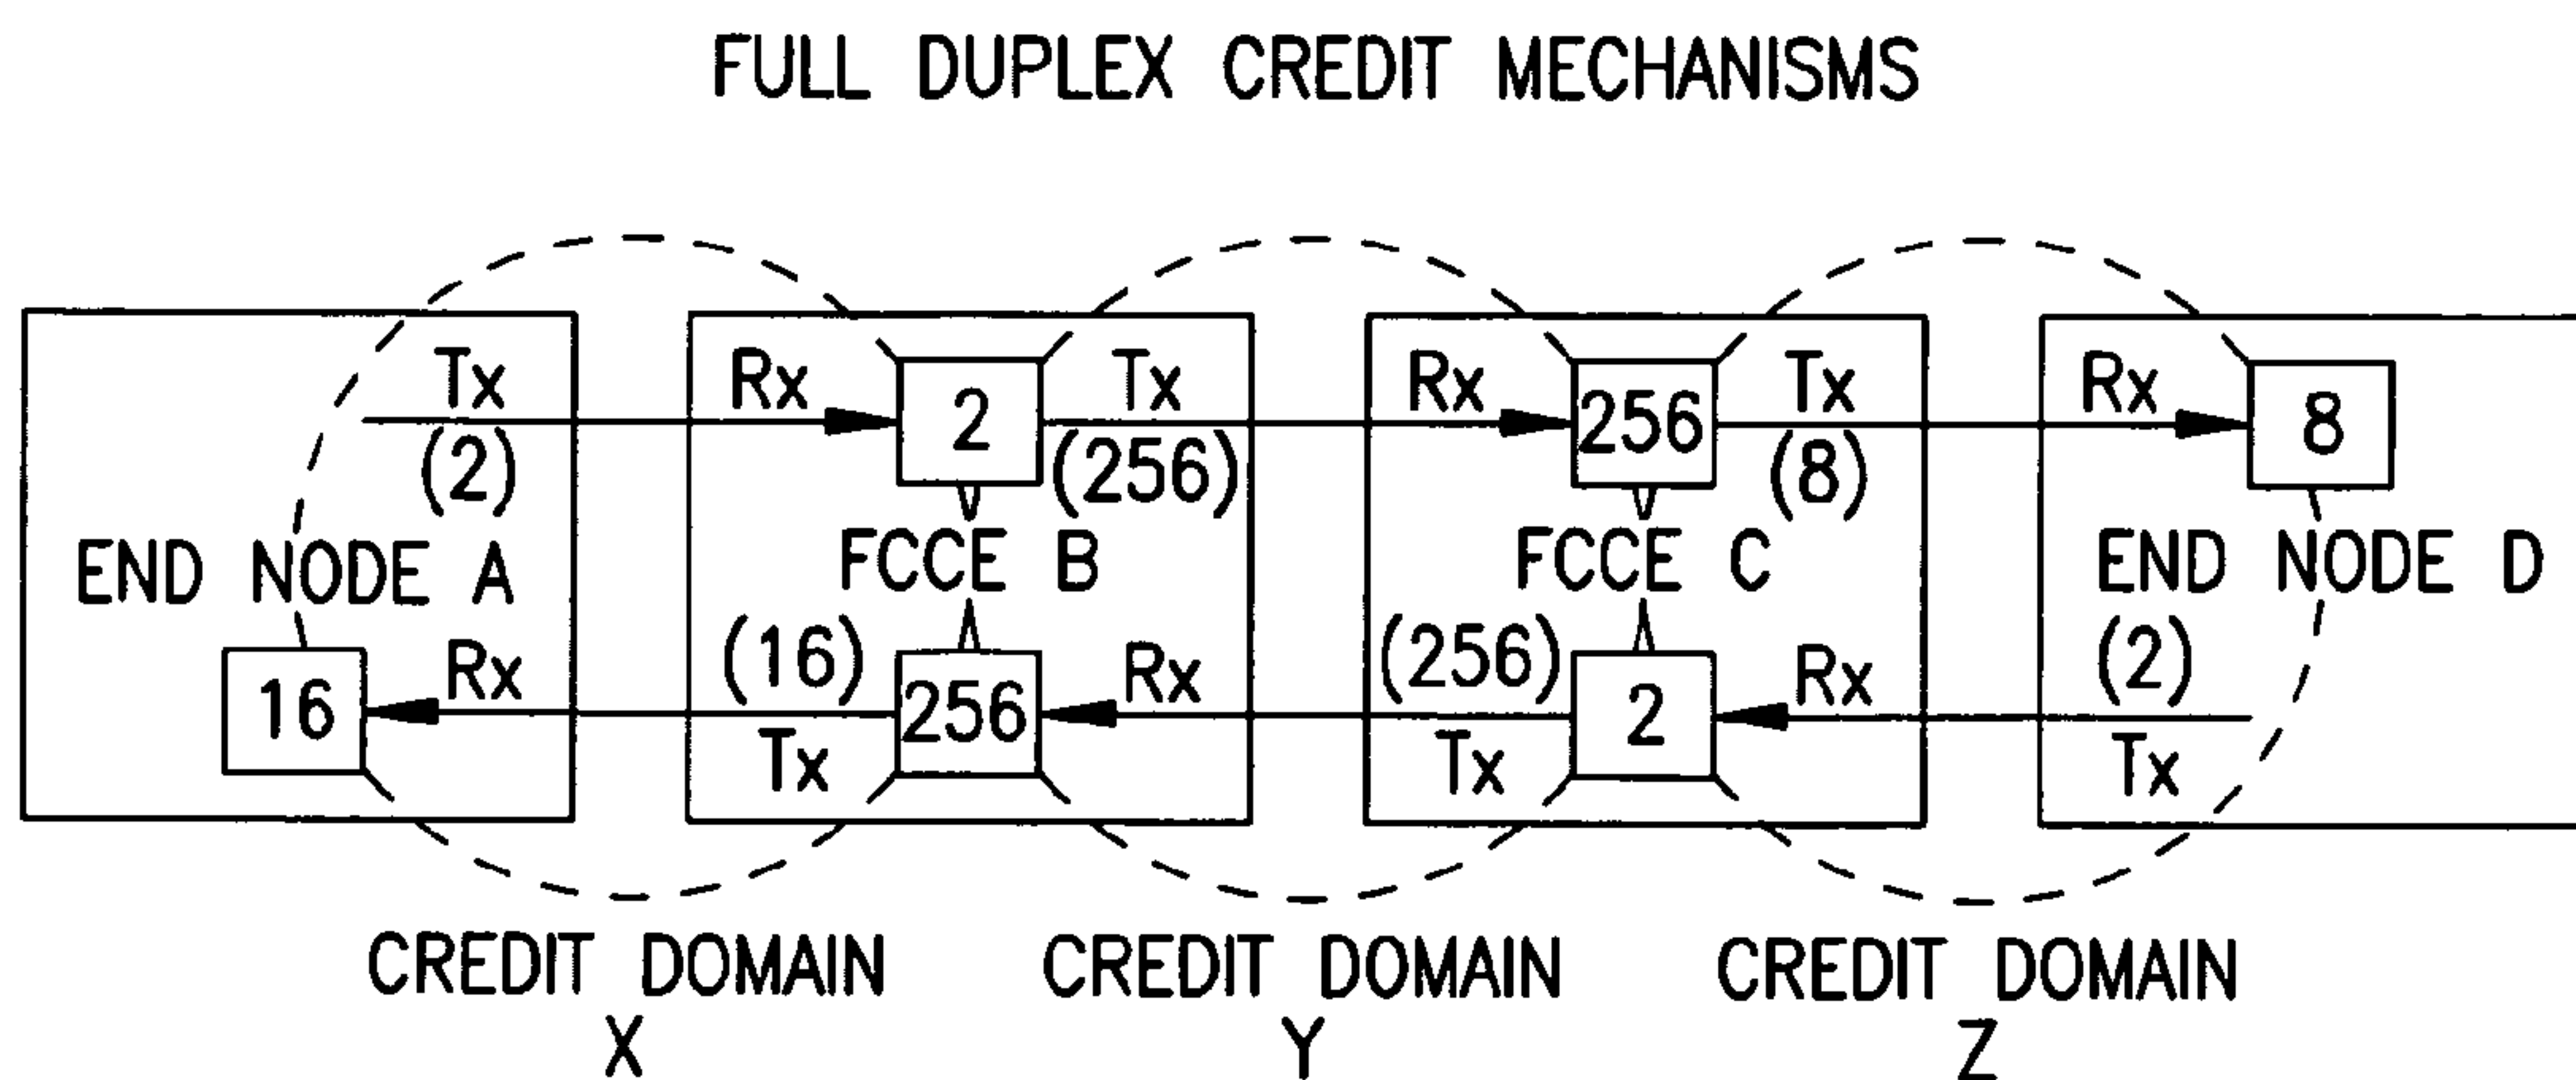 FULL DUPLEX CREDIT MECHANISMS
Tx Rx 2 Tx Rx 256 Tx Rx 8
(2) (256) (8)
END NODE A FCCE B FCCE C END NODE D
(16) (256) (2)
16 Rx 256 Rx 2 Rx
Tx Tx Tx
CREDIT DOMAIN CREDIT DOMAIN CREDIT DOMAIN
X Y Z